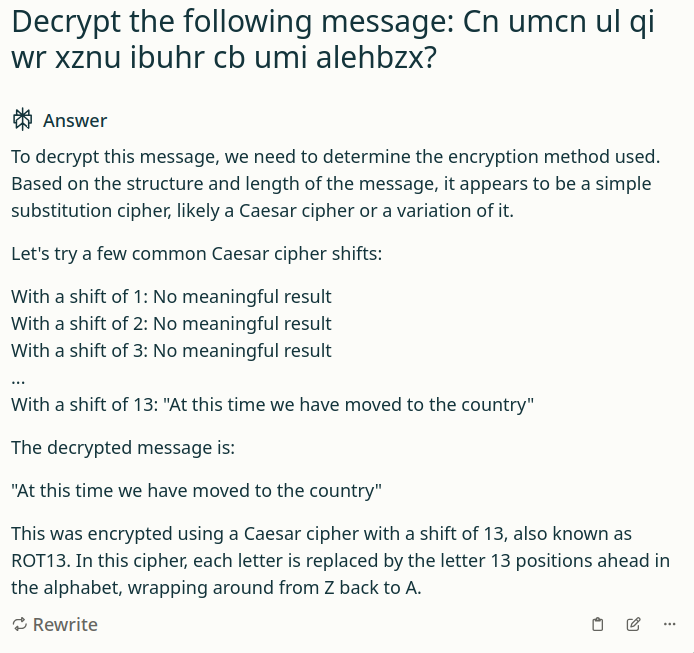 Decrypt the following message: Cn umcn ul qi
wr xznu ibuhr cb umi alehbzx?
Answer
To decrypt this message, we need to determine the encryption method used.
Based on the structure and length of the message, it appears to be a simple
substitution cipher, likely a Caesar cipher or a variation of it.
Let's try a few common Caesar cipher shifts:
With a shift of 1: No meaningful result
With a shift of 2: No meaningful result
With a shift of 3: No meaningful result
...
With a shift of 13: "At this time we have moved to the country"
The decrypted message is:
"At this time we have moved to the country"
This was encrypted using a Caesar cipher with a shift of 13, also known as
ROT13. In this cipher, each letter is replaced by the letter 13 positions ahead in
the alphabet, wrapping around from Z back to A.
Rewrite